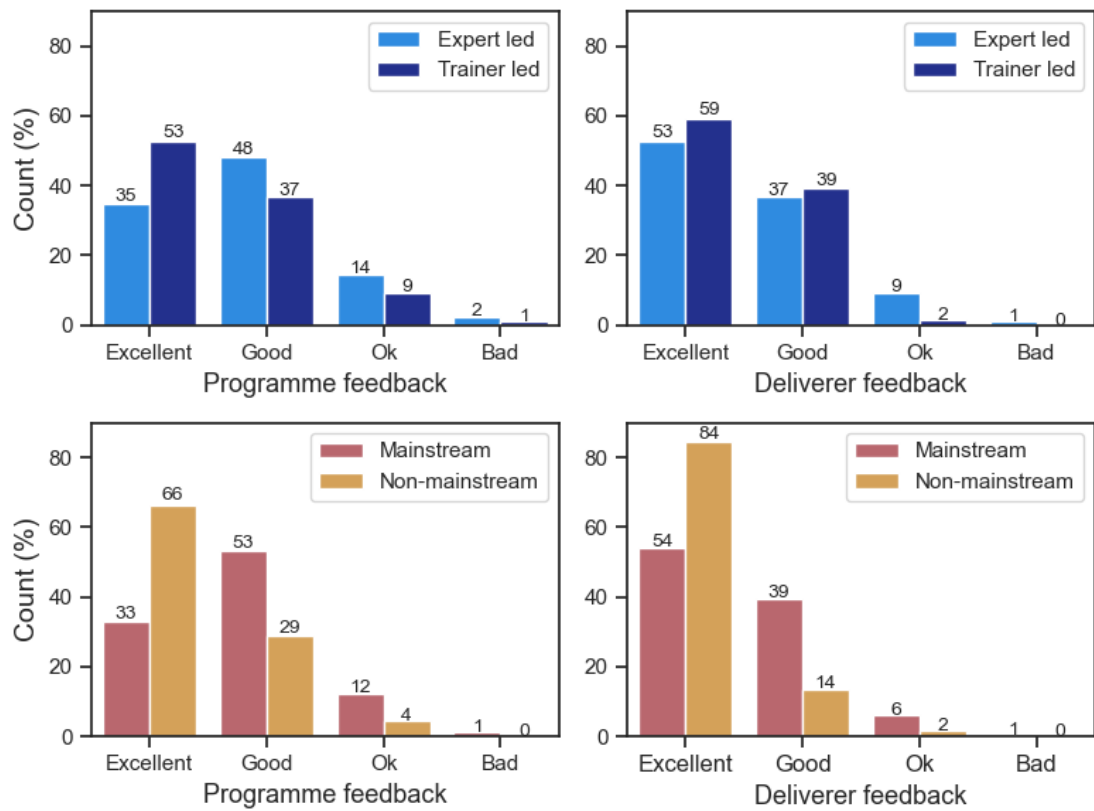 80
60
40
20
0
Count (%)
Expert led
Trainer led
35
53
48
37
14
9
2
1
Excellent
Good
Ok
Bad
Programme feedback
80
60
40
20
0
Expert led
Trainer led
53
59
37
39
9
2
1
0
Excellent
Good
Ok
Bad
Deliverer feedback
80
60
40
20
0
Count (%)
Mainstream
Non-mainstream
33
66
53
29
12
4
1
0
Excellent
Good
Ok
Bad
Programme feedback
80
60
40
20
0
Mainstream
Non-mainstream
54
84
39
14
6
2
1
0
Excellent
Good
Ok
Bad
Deliverer feedback